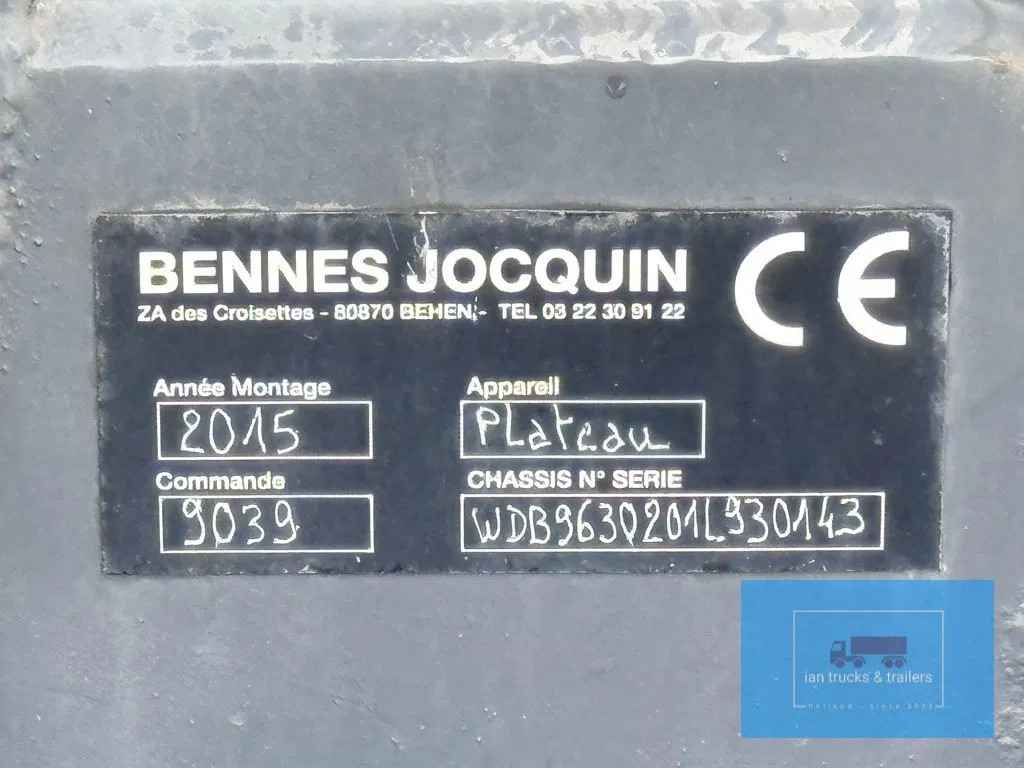 BENNES JOCQUIN
ZA des Croisettes - 80870 BEHEN - TEL 03 22 30 91 22
CE
Année Montage
2015
Appareil
Plateau
Commande
9039
CHASSIS N° SERIE
WDB9630201L930143
ian trucks & trailers